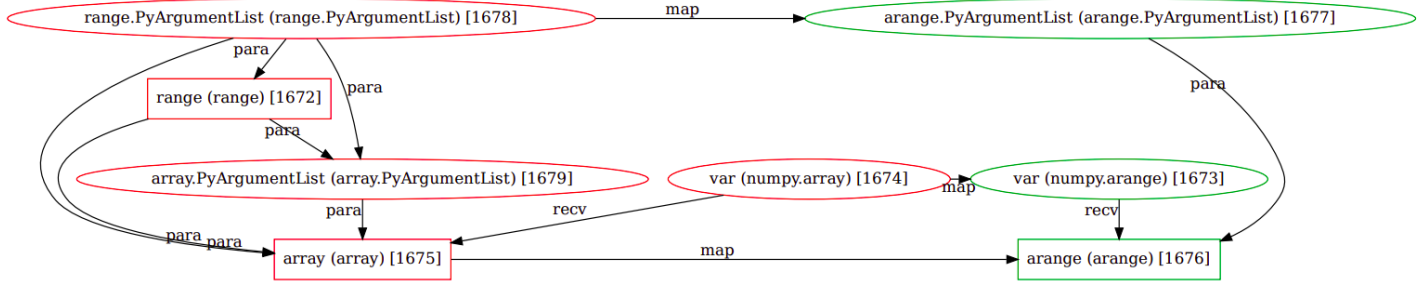 range.PyArgumentList (range.PyArgumentList) [1678]
map
arange.PyArgumentList (arange.PyArgumentList) [1677]
para
para
para
range (range) [1672]
para
array.PyArgumentList (array.PyArgumentList) [1679]
var (numpy.array) [1674]
map
var (numpy.arange) [1673]
para
recv
recv
para
para
array (array) [1675]
map
arange (arange) [1676]